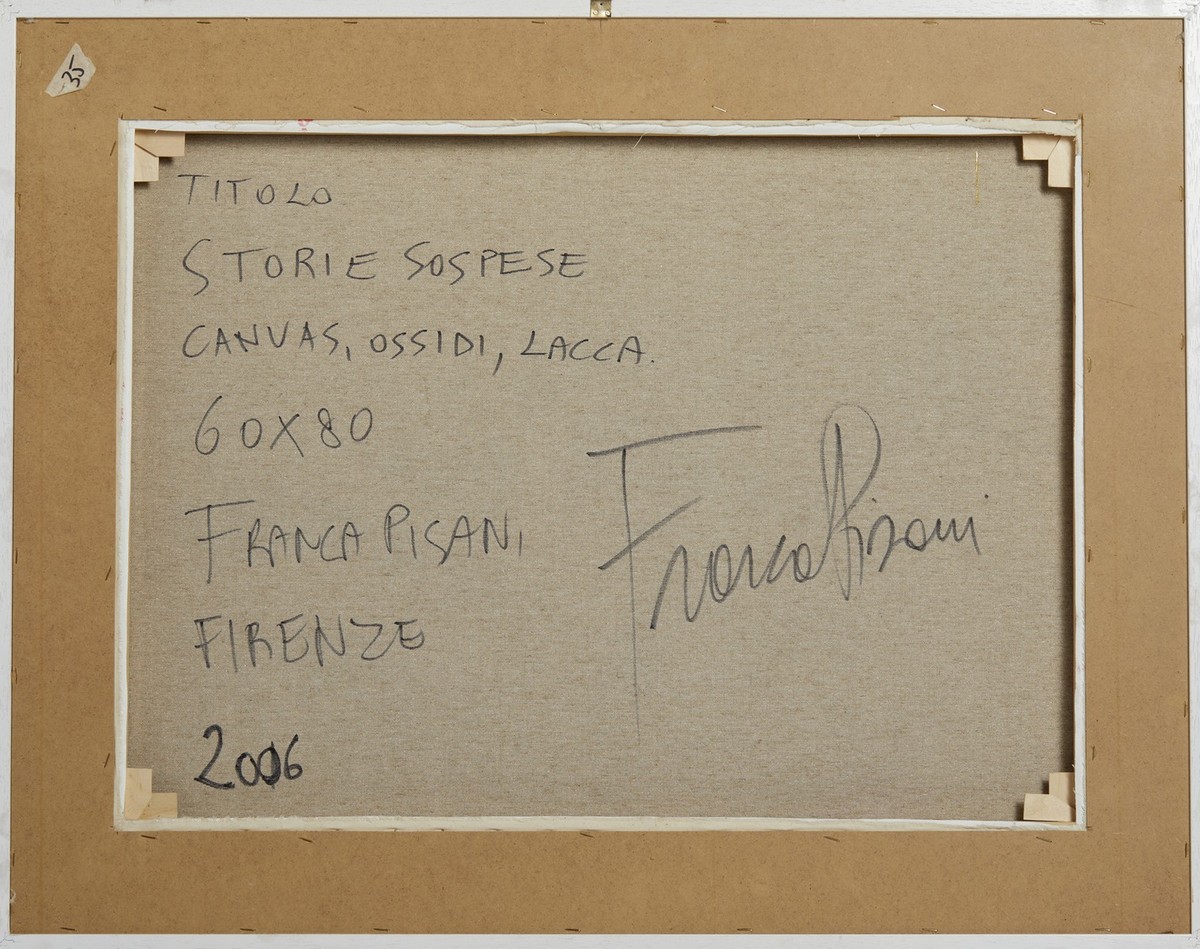 35
TITOLO
STORIE SOSPESE
CANVAS, OSSIDI, LACCA.
60X80
FRANCA PISANI
FIRENZE
2006
Franca Pisani